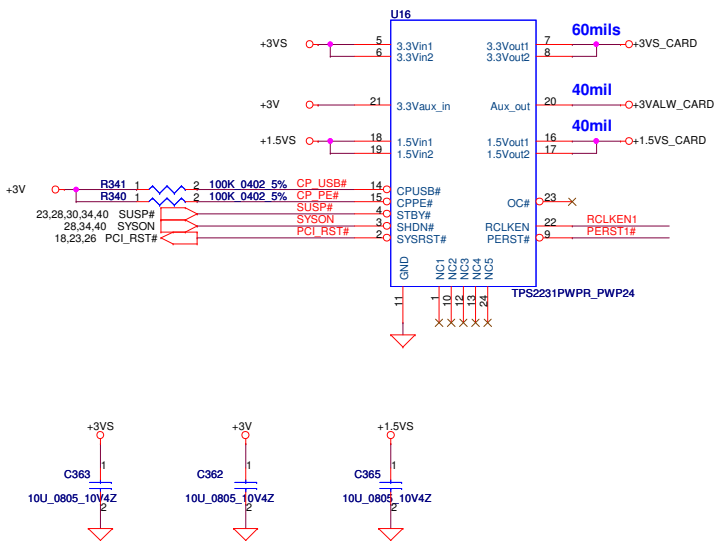 U16
60mils
+3VS
5
3.3Vin1
3.3Vout1
7
+3VS_CARD
6
3.3Vin2
3.3Vout2
8
40mil
+3V
21
3.3Vaux_in
Aux_out
20
+3VALW_CARD
40mil
+1.5VS
18
1.5Vin1
1.5Vout1
16
+1.5VS_CARD
19
1.5Vin2
1.5Vout2
17
+3V
R341 1 2 100K_0402_5% CP_USB# 14 CPUSB#
R340 1 2 100K_0402_5% CP_PE# 15 CPPE#
OC# 23
23,28,30,34,40 SUSP# SUSP# 4 STBY#
28,34,40 SYSON SYSON 3 SHDN#
RCLKEN 22 RCLKEN1
18,23,26 PCI_RST# PCI_RST# 2 SYSRST#
PERST# 9 PERST1#
GND NC1 NC2 NC3 NC4 NC5
11 1 10 12 13 24
TPS2231PWPR_PWP24
+3VS
+3V
+1.5VS
1
C363
10U_0805_10V4Z
2
1
C362
10U_0805_10V4Z
2
1
C365
10U_0805_10V4Z
2